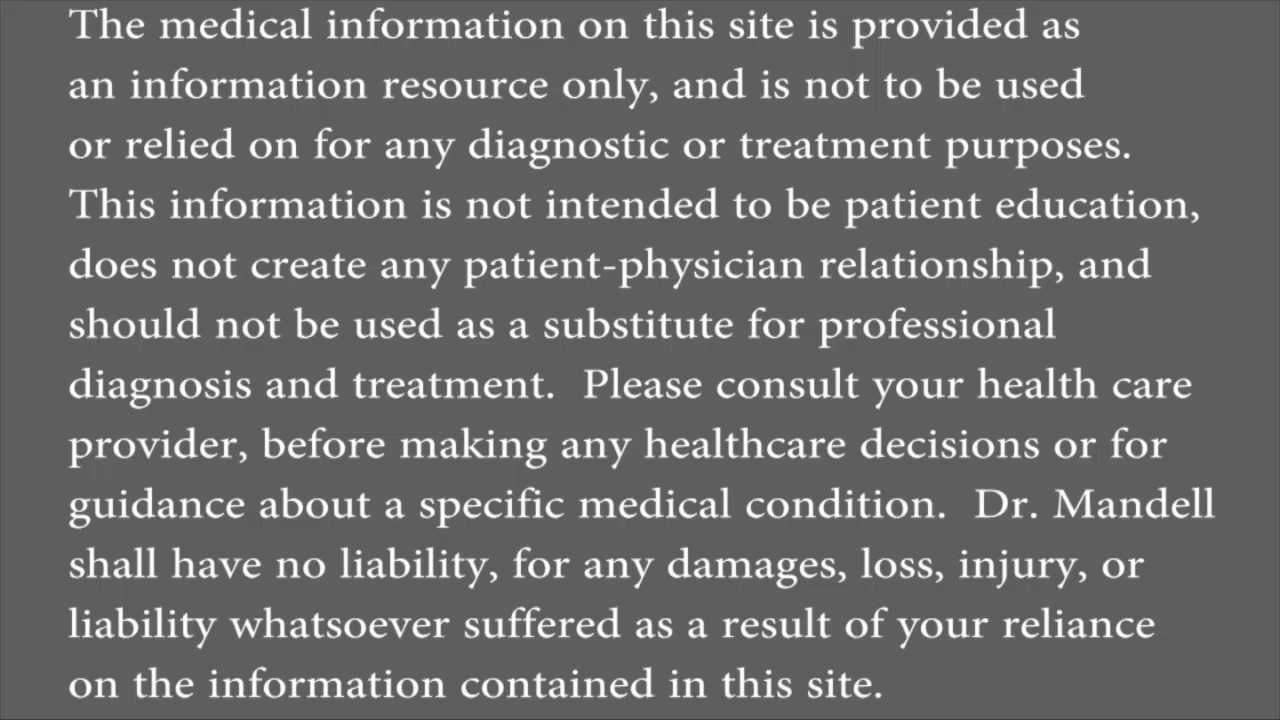 The medical information on this site is provided as
an information resource only, and is not to be used
or relied on for any diagnostic or treatment purposes.
This information is not intended to be patient education,
does not create any patient-physician relationship, and
should not be used as a substitute for professional
diagnosis and treatment.  Please consult your health care
provider, before making any healthcare decisions or for
guidance about a specific medical condition.  Dr. Mandell
shall have no liability, for any damages, loss, injury, or
liability whatsoever suffered as a result of your reliance
on the information contained in this site.